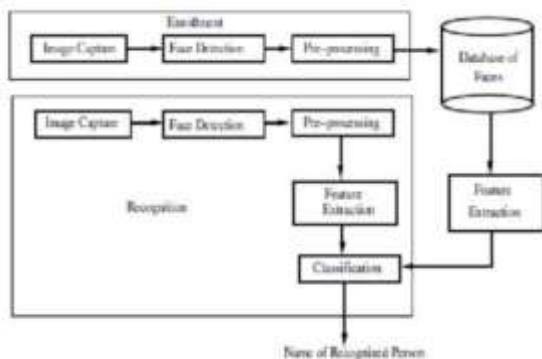 Enrollment
Image Capture
Face Detection
Pre-processing
Database of
Faces
Image Capture
Face Detection
Pre-processing
Recognition
Feature
Extraction
Feature
Extraction
Classification
Name of Recognized Person